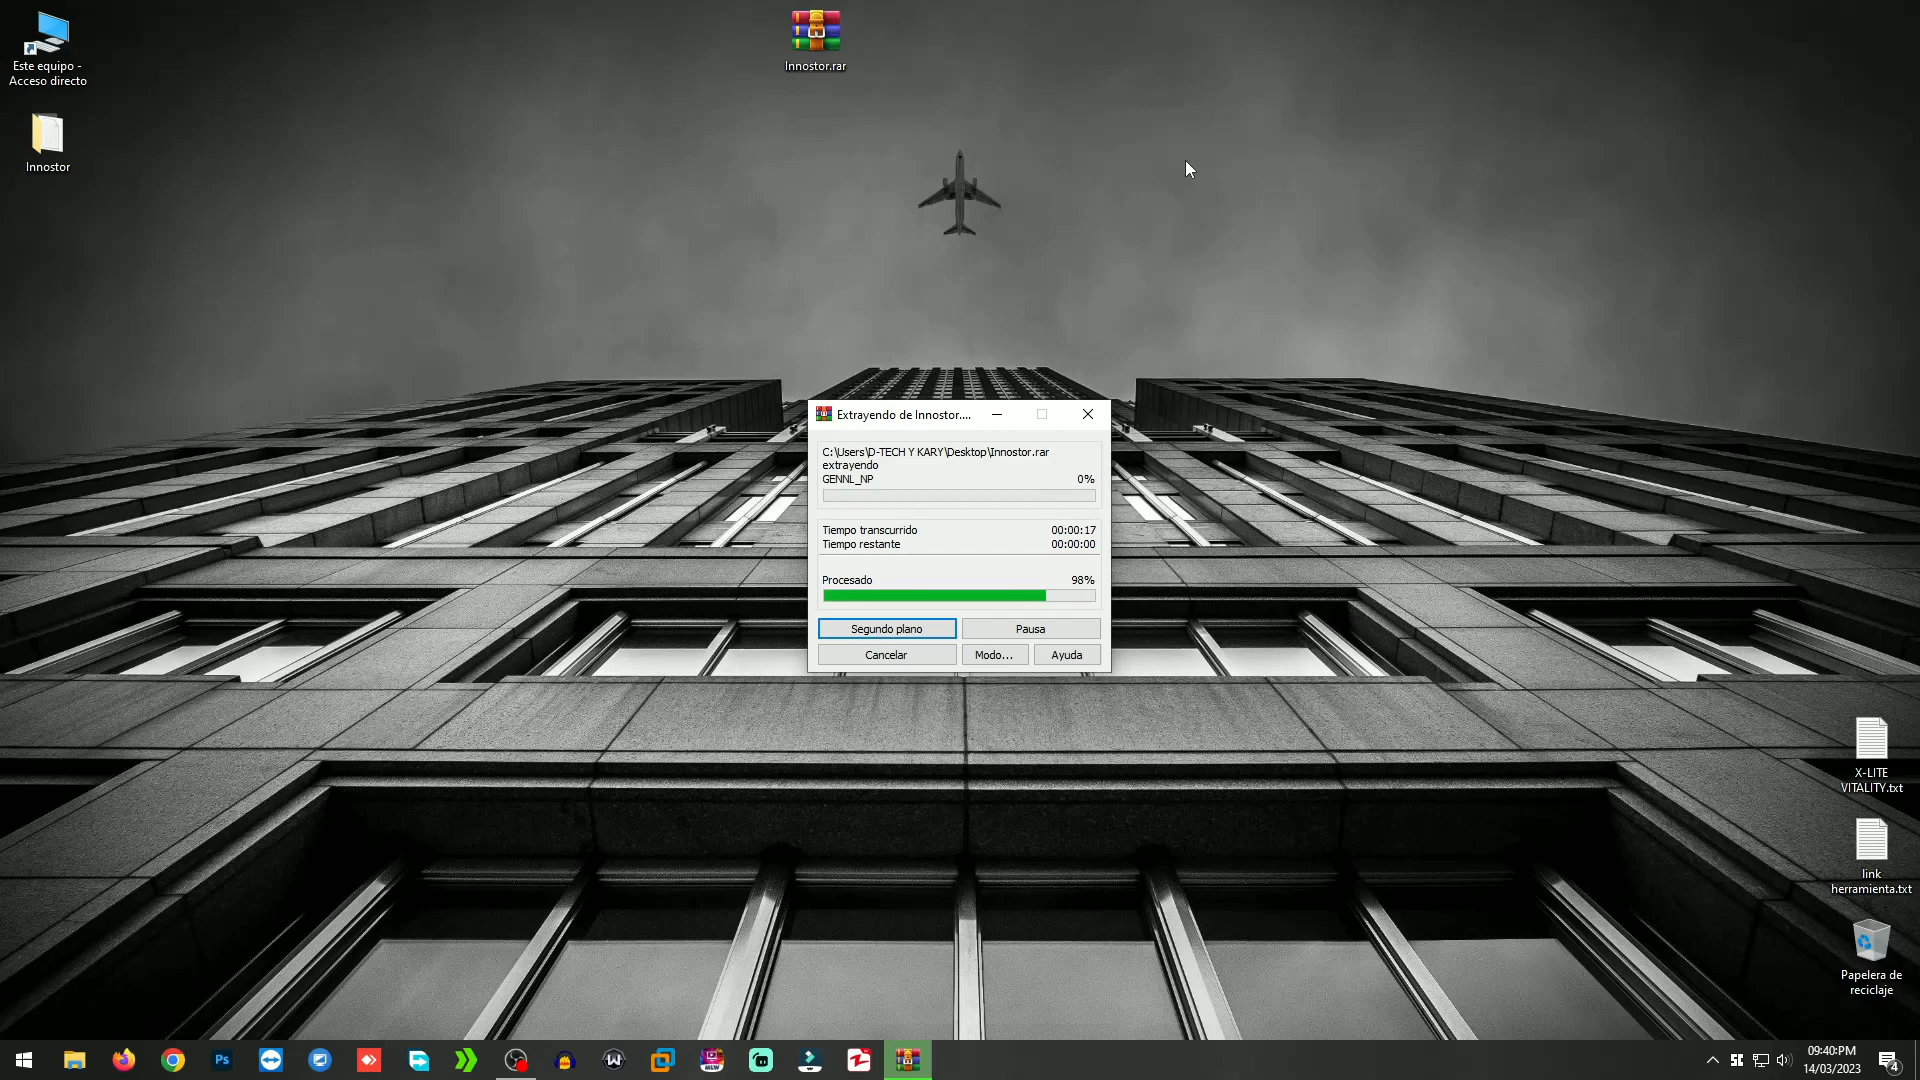 Este equipo -
Acceso directo
Innostor
Innostor.rar
Extrayendo de Innostor....
C:\Users\D-TECH Y KARY\Desktop\Innostor.rar
extrayendo
GENNL_NP 0%
Tiempo transcurrido 00:00:17
Tiempo restante 00:00:00
Procesado 98%
Segundo plano Pausa
Cancelar Modo... Ayuda
X-LITE
VITALITY.txt
link
herramienta.txt
Papelera de
reciclaje
Ps
09:40:PM
14/03/2023
4